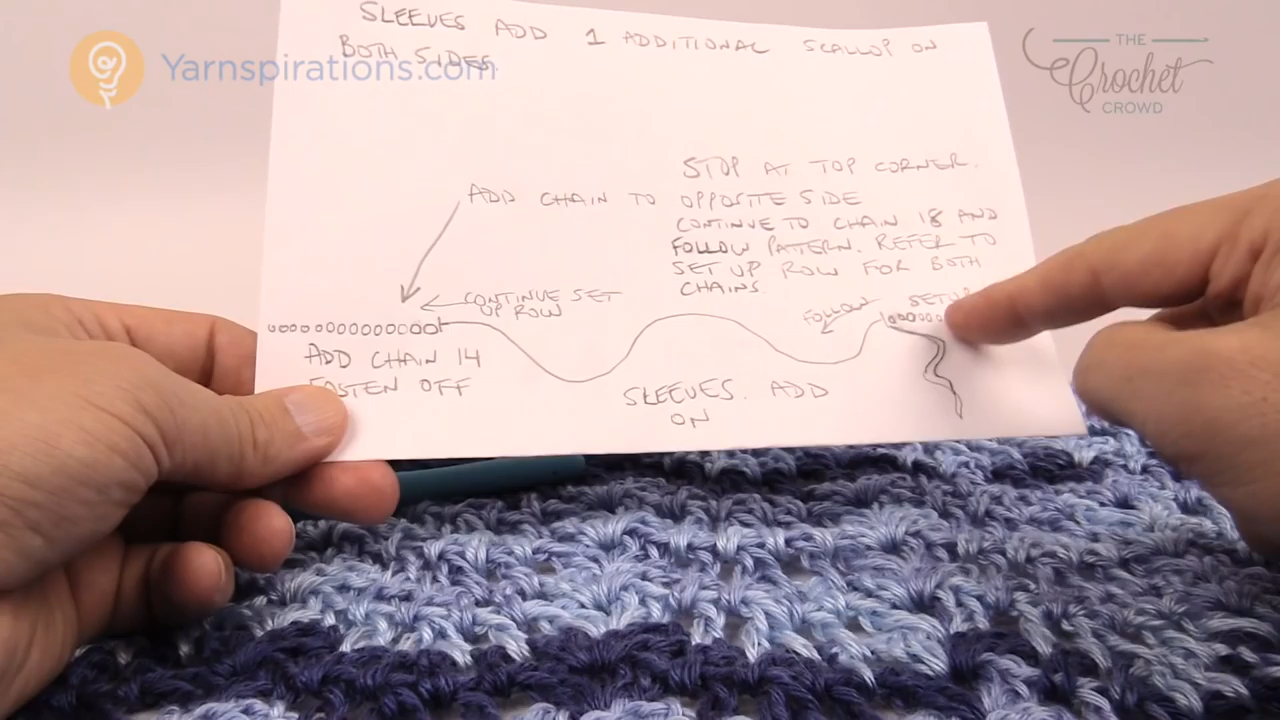 SLEEVES ADD 1 ADDITIONAL SCALLOP ON
BOTH SIDES
Yarnspirations.com
THE
Crochet
CROWD
STOP AT TOP CORNER.
ADD CHAIN TO OPPOSITE SIDE
CONTINUE TO CHAIN 18 AND
FOLLOW PATTERN. REFER TO
SET UP ROW FOR BOTH
CHAINS.
CONTINUE SET
UP ROW
FOLLOW SETUP
ADD CHAIN 14
FASTEN OFF
SLEEVES. ADD
ON